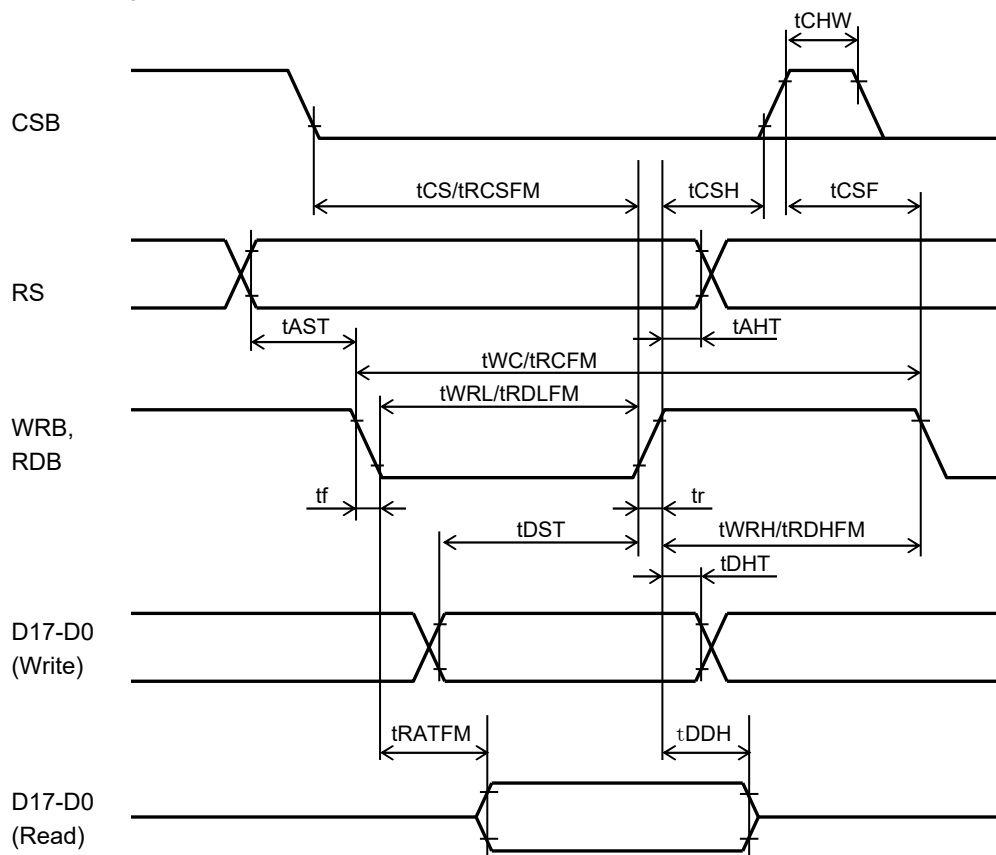 tCHW
CSB
tCS/tRCSFM
tCSH
tCSF
RS
tAST
tAHT
tWC/tRCFM
tWRL/tRDLFM
WRB,
RDB
tf
tr
tDST
tWRH/tRDHFM
tDHT
D17-D0
(Write)
tRATFM
tDDH
D17-D0
(Read)